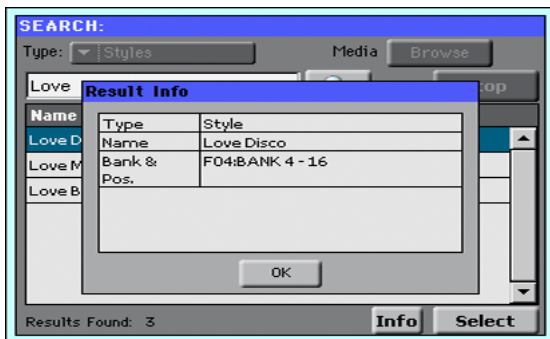 SEARCH:
Type: Styles Media Browse
Love op
Result Info
Name
Type Style
Love D
Name Love Disco
Love M
Bank & F04:BANK 4 - 16
Pos.
Love B
OK
Results Found: 3 Info Select